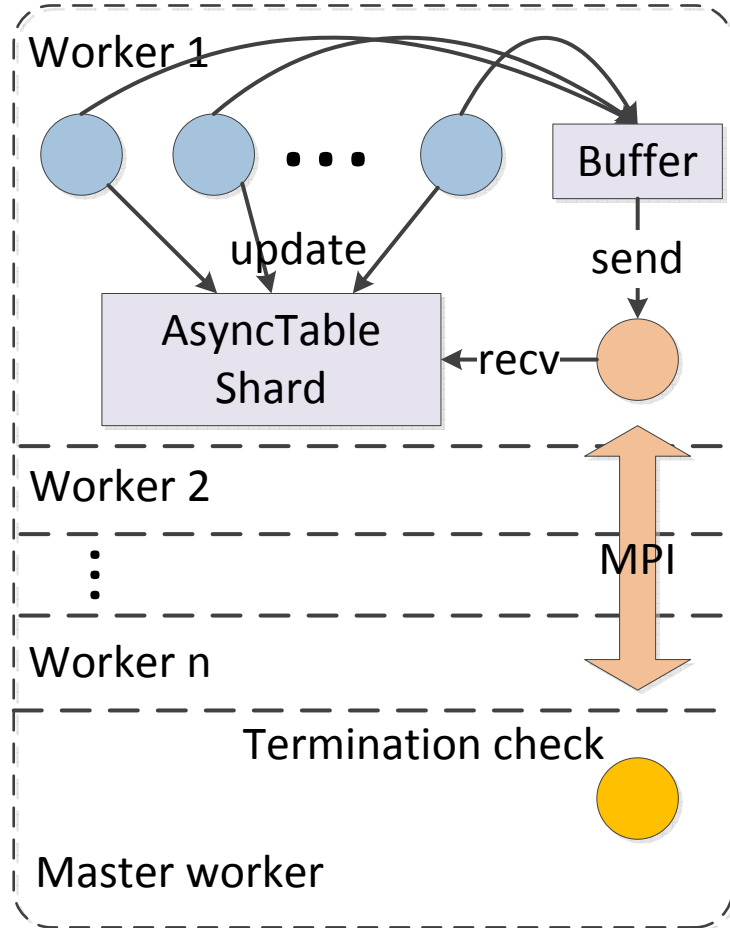 Worker 1
Buffer
update
send
AsyncTable
Shard
recv
Worker 2
MPI
Worker n
Termination check
Master worker